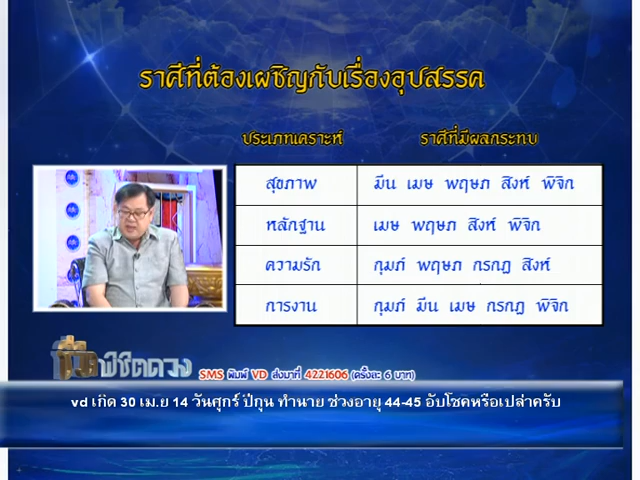 ราศีที่ต้องเผชิญกับเรื่องอุปสรรค
ประเภทเคราะห์ ราศีที่มีผลกระทบ
สุขภาพ มีน เมษ พฤษภ สิงห์ พิจิก
หลักฐาน เมษ พฤษภ สิงห์ พิจิก
ความรัก กุมภ์ พฤษภ กรกฎ สิงห์
การงาน กุมภ์ มีน เมษ กรกฎ พิจิก
พิชิตดวง
SMS พิมพ์ VD ส่งมาที่ 4221606 (ครั้งละ 6 บาท)
vd เกิด 30 เม.ย 14 วันศุกร์ ปีกุน ทำนาย ช่วงอายุ 44-45 อับโชคหรือเปล่าครับ